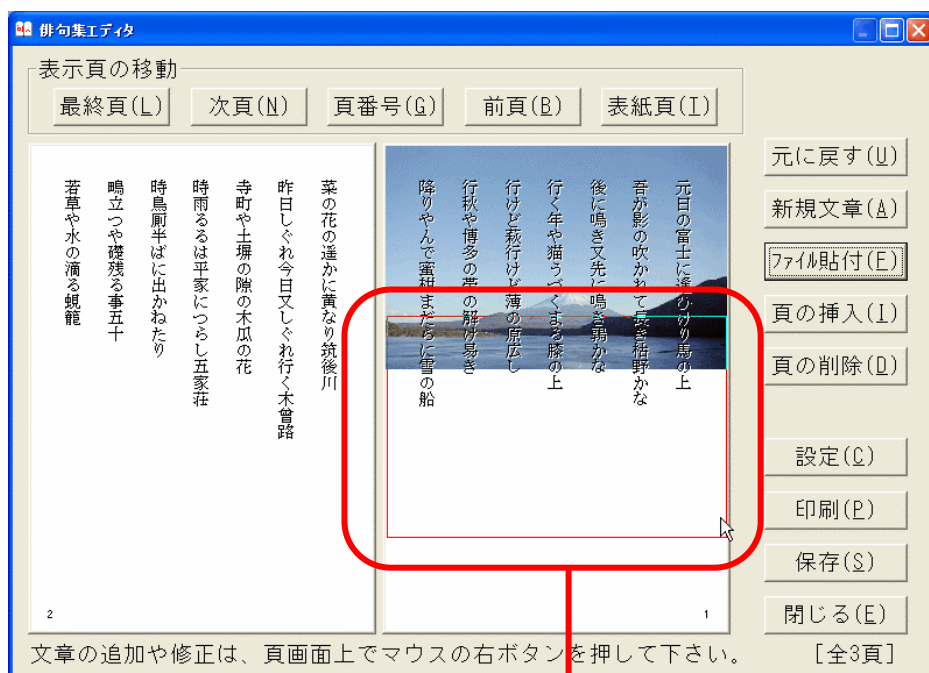 俳句集エディタ
表示頁の移動
最終頁(L)
次頁(N)
頁番号(G)
前頁(B)
表紙頁(I)
元に戻す(U)
新規文章(A)
ファイル貼付(F)
頁の挿入(I)
頁の削除(D)
設定(C)
印刷(P)
保存(S)
閉じる(E)
元日の富士に逢ひけり馬の上
吾が影の吹かれて長き枯野かな
後に鳴き又先に鳴き鶉かな
行く年や猫うづくまる膝の上
行けど萩行けど薄の原広し
行秋や博多の帯の解け易き
降りやんで蜜柑まだらに雪の船
1
菜の花の遥かに黄なり筑後川
昨日しぐれ今日又しぐれ行く木曾路
寺町や土塀の隙の木瓜の花
時雨るるは平家につらし五家荘
時鳥厠半ばに出かねたり
鴫立つや礎残る事五十
若草や水の滴る蜆籠
2
文章の追加や修正は、頁画面上でマウスの右ボタンを押して下さい。
[全3頁]